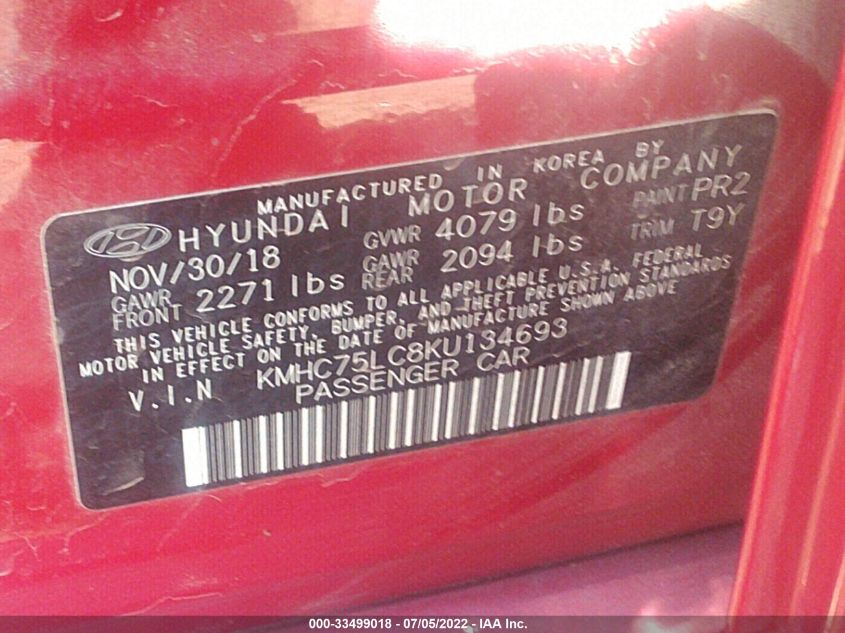 MANUFACTURED IN KOREA BY
HYUNDAI MOTOR COMPANY
NOV/30/18 GVWR 4079 lbs PAINT PR2
GAWR FRONT 2271 lbs GAWR REAR 2094 lbs TRIM T9Y
THIS VEHICLE CONFORMS TO ALL APPLICABLE U.S.A. FEDERAL
MOTOR VEHICLE SAFETY, BUMPER, AND THEFT PREVENTION STANDARDS
IN EFFECT ON THE DATE OF MANUFACTURE SHOWN ABOVE
V.I.N KMHC75LC8KU134693
PASSENGER CAR
000-33499018 - 07/05/2022 - IAA Inc.